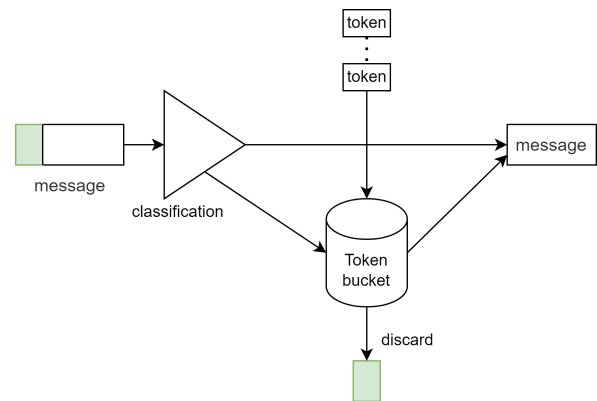 token
token
message
message
classification
Token
bucket
discard